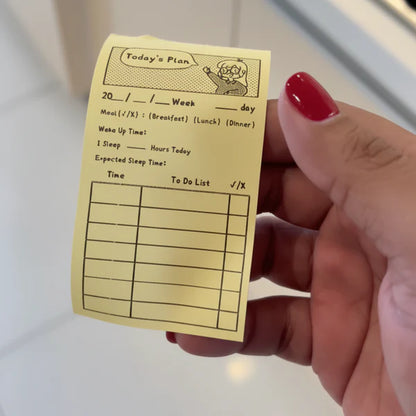 Today's Plan
20__/__/__Week ____day
Meal(√/X) : (Breakfast) (Lunch) (Dinner)
Wake Up Time:
I Sleep ____ Hours Today
Expected Sleep Time:
Time To Do List √/X